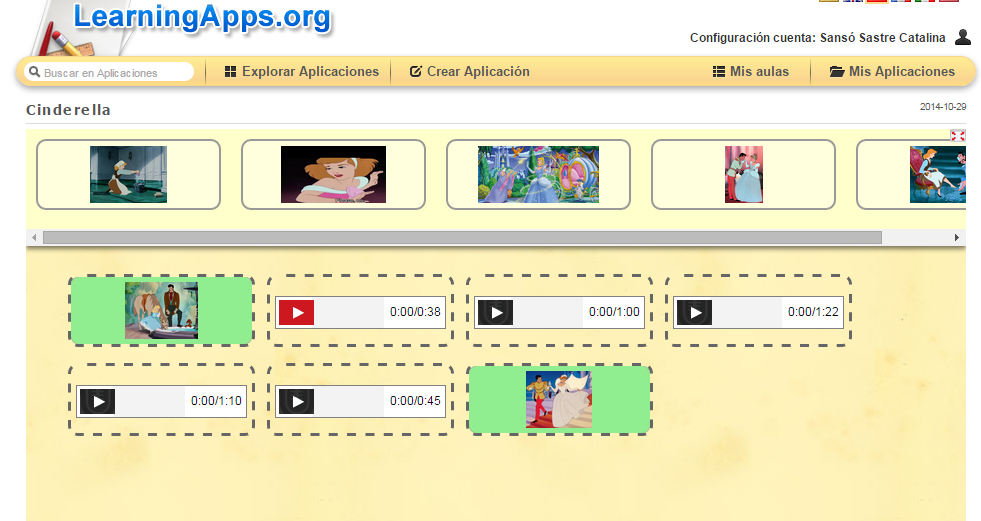 LearningApps.org
Configuración cuenta: Sansó Sastre Catalina
Buscar en Aplicaciones
Explorar Aplicaciones
Crear Aplicación
Mis aulas
Mis Aplicaciones
Cinderella
2014-10-29
0:00/0:38
0:00/1:00
0:00/1:22
0:00/1:10
0:00/0:45